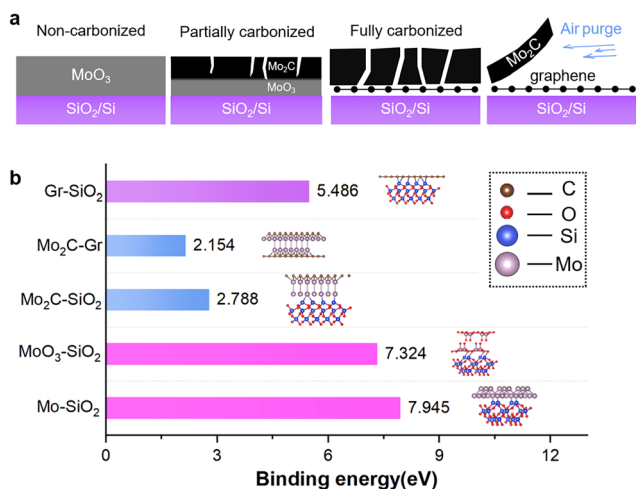 a
Non-carbonized
Partially carbonized
Fully carbonized
Air purge
MoO₃
Mo₂C
MoO₃
Mo₂C
graphene
SiO₂/Si
SiO₂/Si
SiO₂/Si
SiO₂/Si
b
Gr-SiO₂
5.486
Mo₂C-Gr
2.154
Mo₂C-SiO₂
2.788
MoO₃-SiO₂
7.324
Mo-SiO₂
7.945
C
O
Si
Mo
0 3 6 9 12
Binding energy(eV)